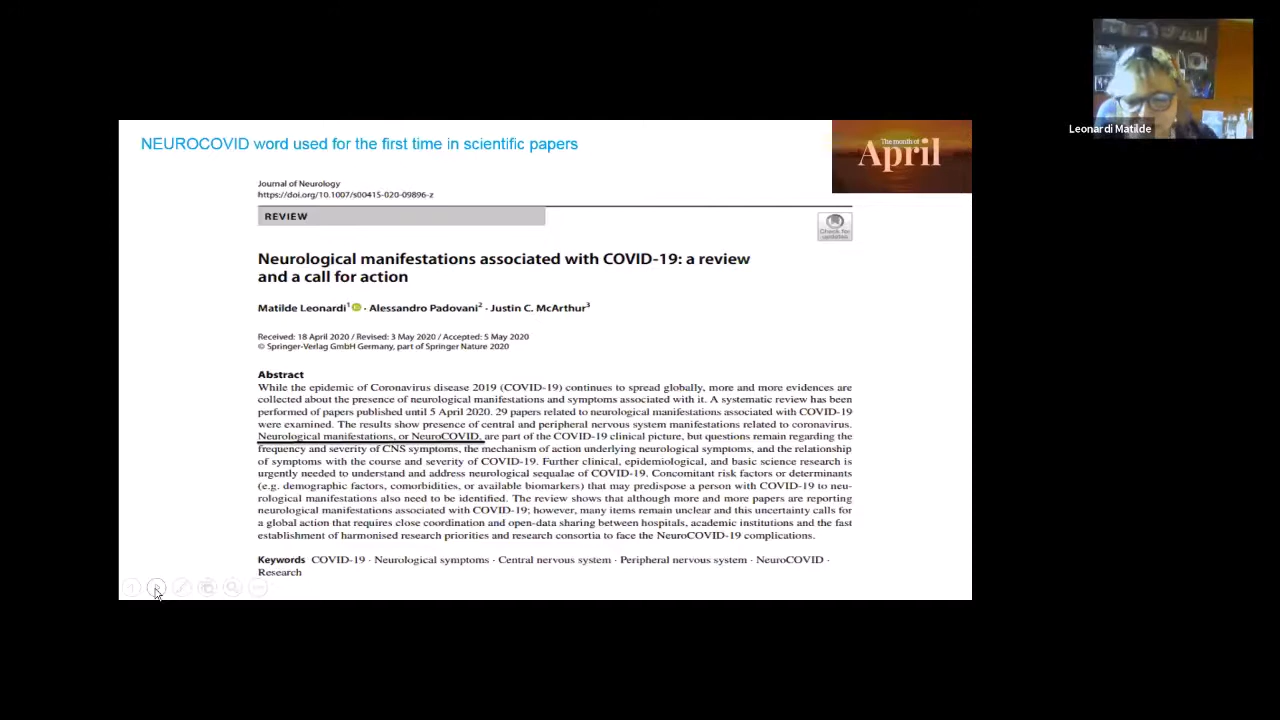 NEUROCOVID word used for the first time in scientific papers
The month of
April
Leonardi Matilde
Journal of Neurology
https://doi.org/10.1007/s00415-020-09896-z
REVIEW
Check for
updates
Neurological manifestations associated with COVID-19: a review
and a call for action
Matilde Leonardi1 · Alessandro Padovani2 · Justin C. McArthur3
Received: 18 April 2020 / Revised: 3 May 2020 / Accepted: 5 May 2020
© Springer-Verlag GmbH Germany, part of Springer Nature 2020
Abstract
While the epidemic of Coronavirus disease 2019 (COVID-19) continues to spread globally, more and more evidences are
collected about the presence of neurological manifestations and symptoms associated with it. A systematic review has been
performed of papers published until 5 April 2020. 29 papers related to neurological manifestations associated with COVID-19
were examined. The results show presence of central and peripheral nervous system manifestations related to coronavirus.
Neurological manifestations, or NeuroCOVID, are part of the COVID-19 clinical picture, but questions remain regarding the
frequency and severity of CNS symptoms, the mechanism of action underlying neurological symptoms, and the relationship
of symptoms with the course and severity of COVID-19. Further clinical, epidemiological, and basic science research is
urgently needed to understand and address neurological sequalae of COVID-19. Concomitant risk factors or determinants
(e.g. demographic factors, comorbidities, or available biomarkers) that may predispose a person with COVID-19 to neu-
rological manifestations also need to be identified. The review shows that although more and more papers are reporting
neurological manifestations associated with COVID-19; however, many items remain unclear and this uncertainty calls for
a global action that requires close coordination and open-data sharing between hospitals, academic institutions and the fast
establishment of harmonised research priorities and research consortia to face the NeuroCOVID-19 complications.
Keywords COVID-19 · Neurological symptoms · Central nervous system · Peripheral nervous system · NeuroCOVID ·
Research